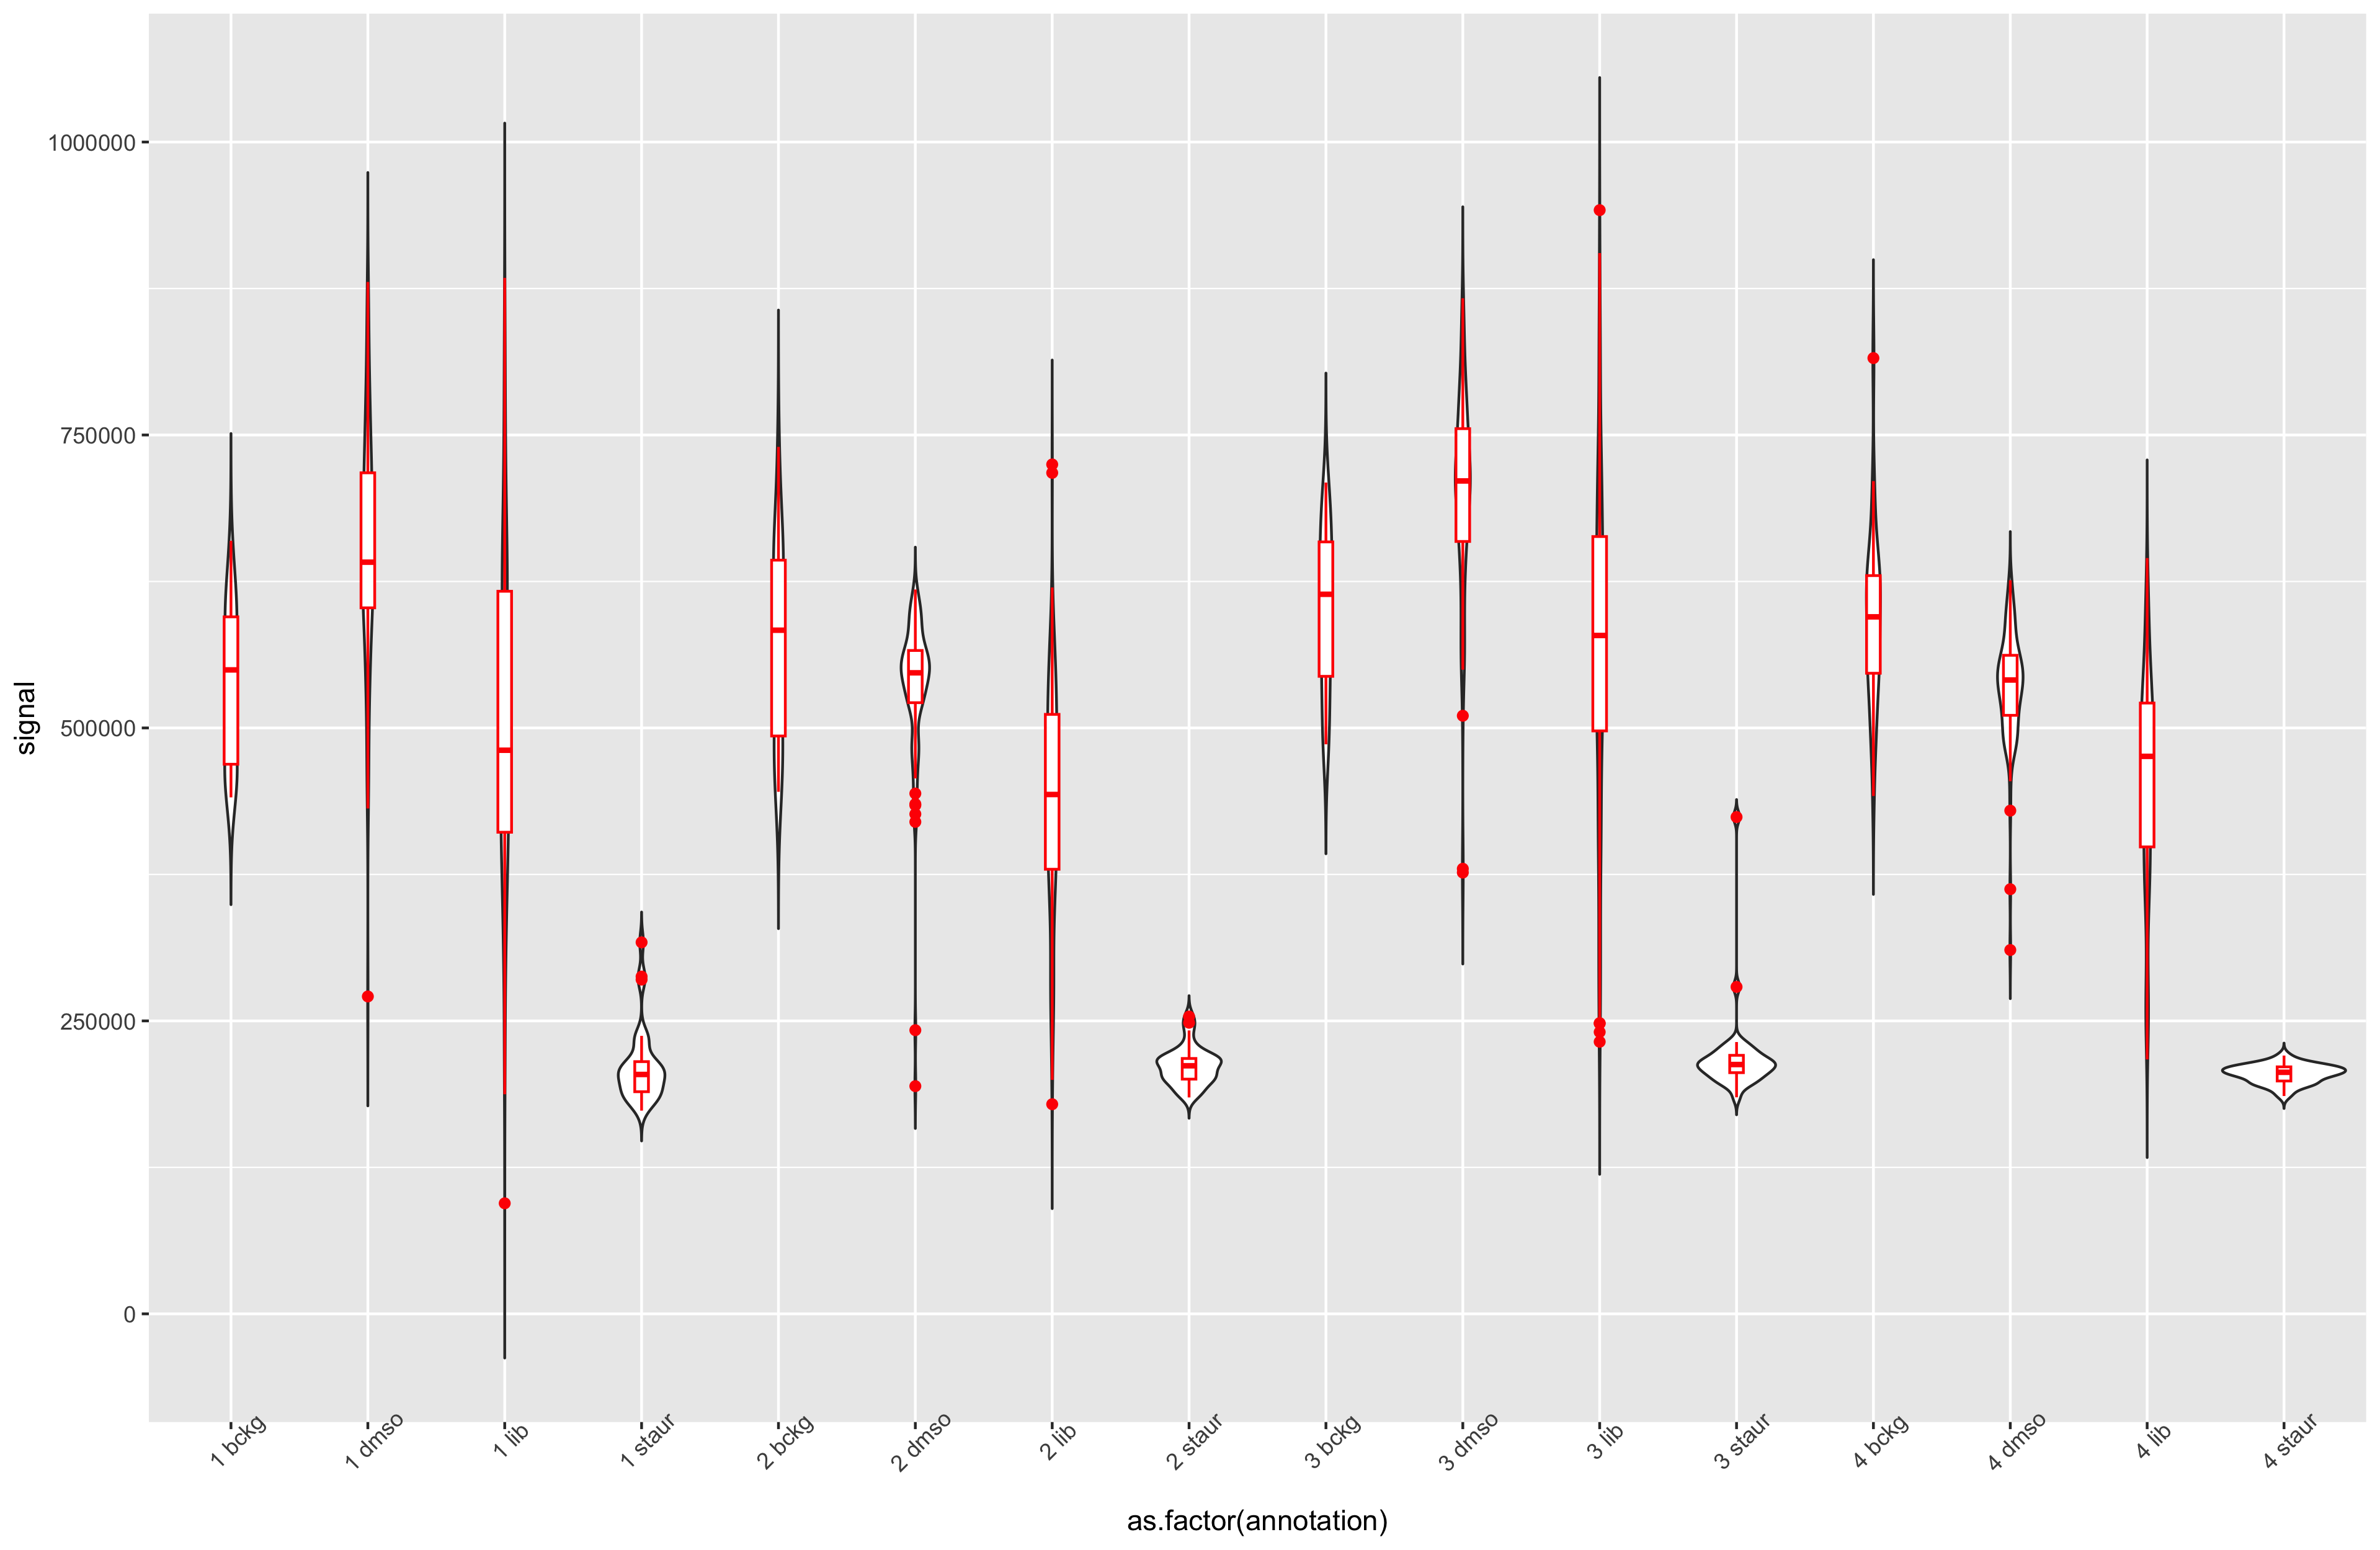 signal
1000000
750000
500000
250000
0
1 bckg
1 dmso
1 lib
1 staur
2 bckg
2 dmso
2 lib
2 staur
3 bckg
3 dmso
3 lib
3 staur
4 bckg
4 dmso
4 lib
4 staur
as.factor(annotation)